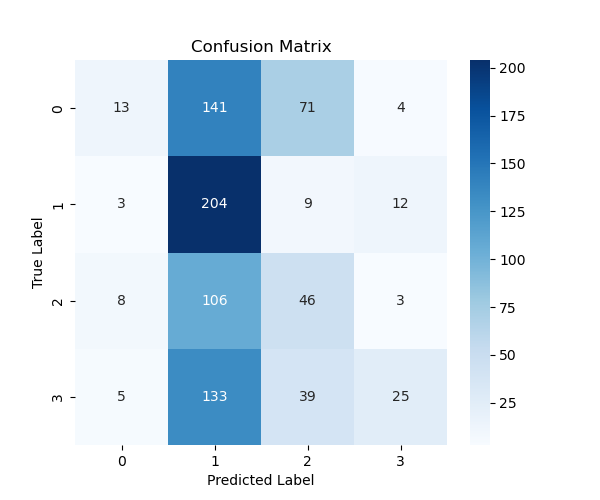 Confusion Matrix
0 13 141 71 4
1 3 204 9 12
2 8 106 46 3
3 5 133 39 25
0 1 2 3
True Label
Predicted Label
200
175
150
125
100
75
50
25